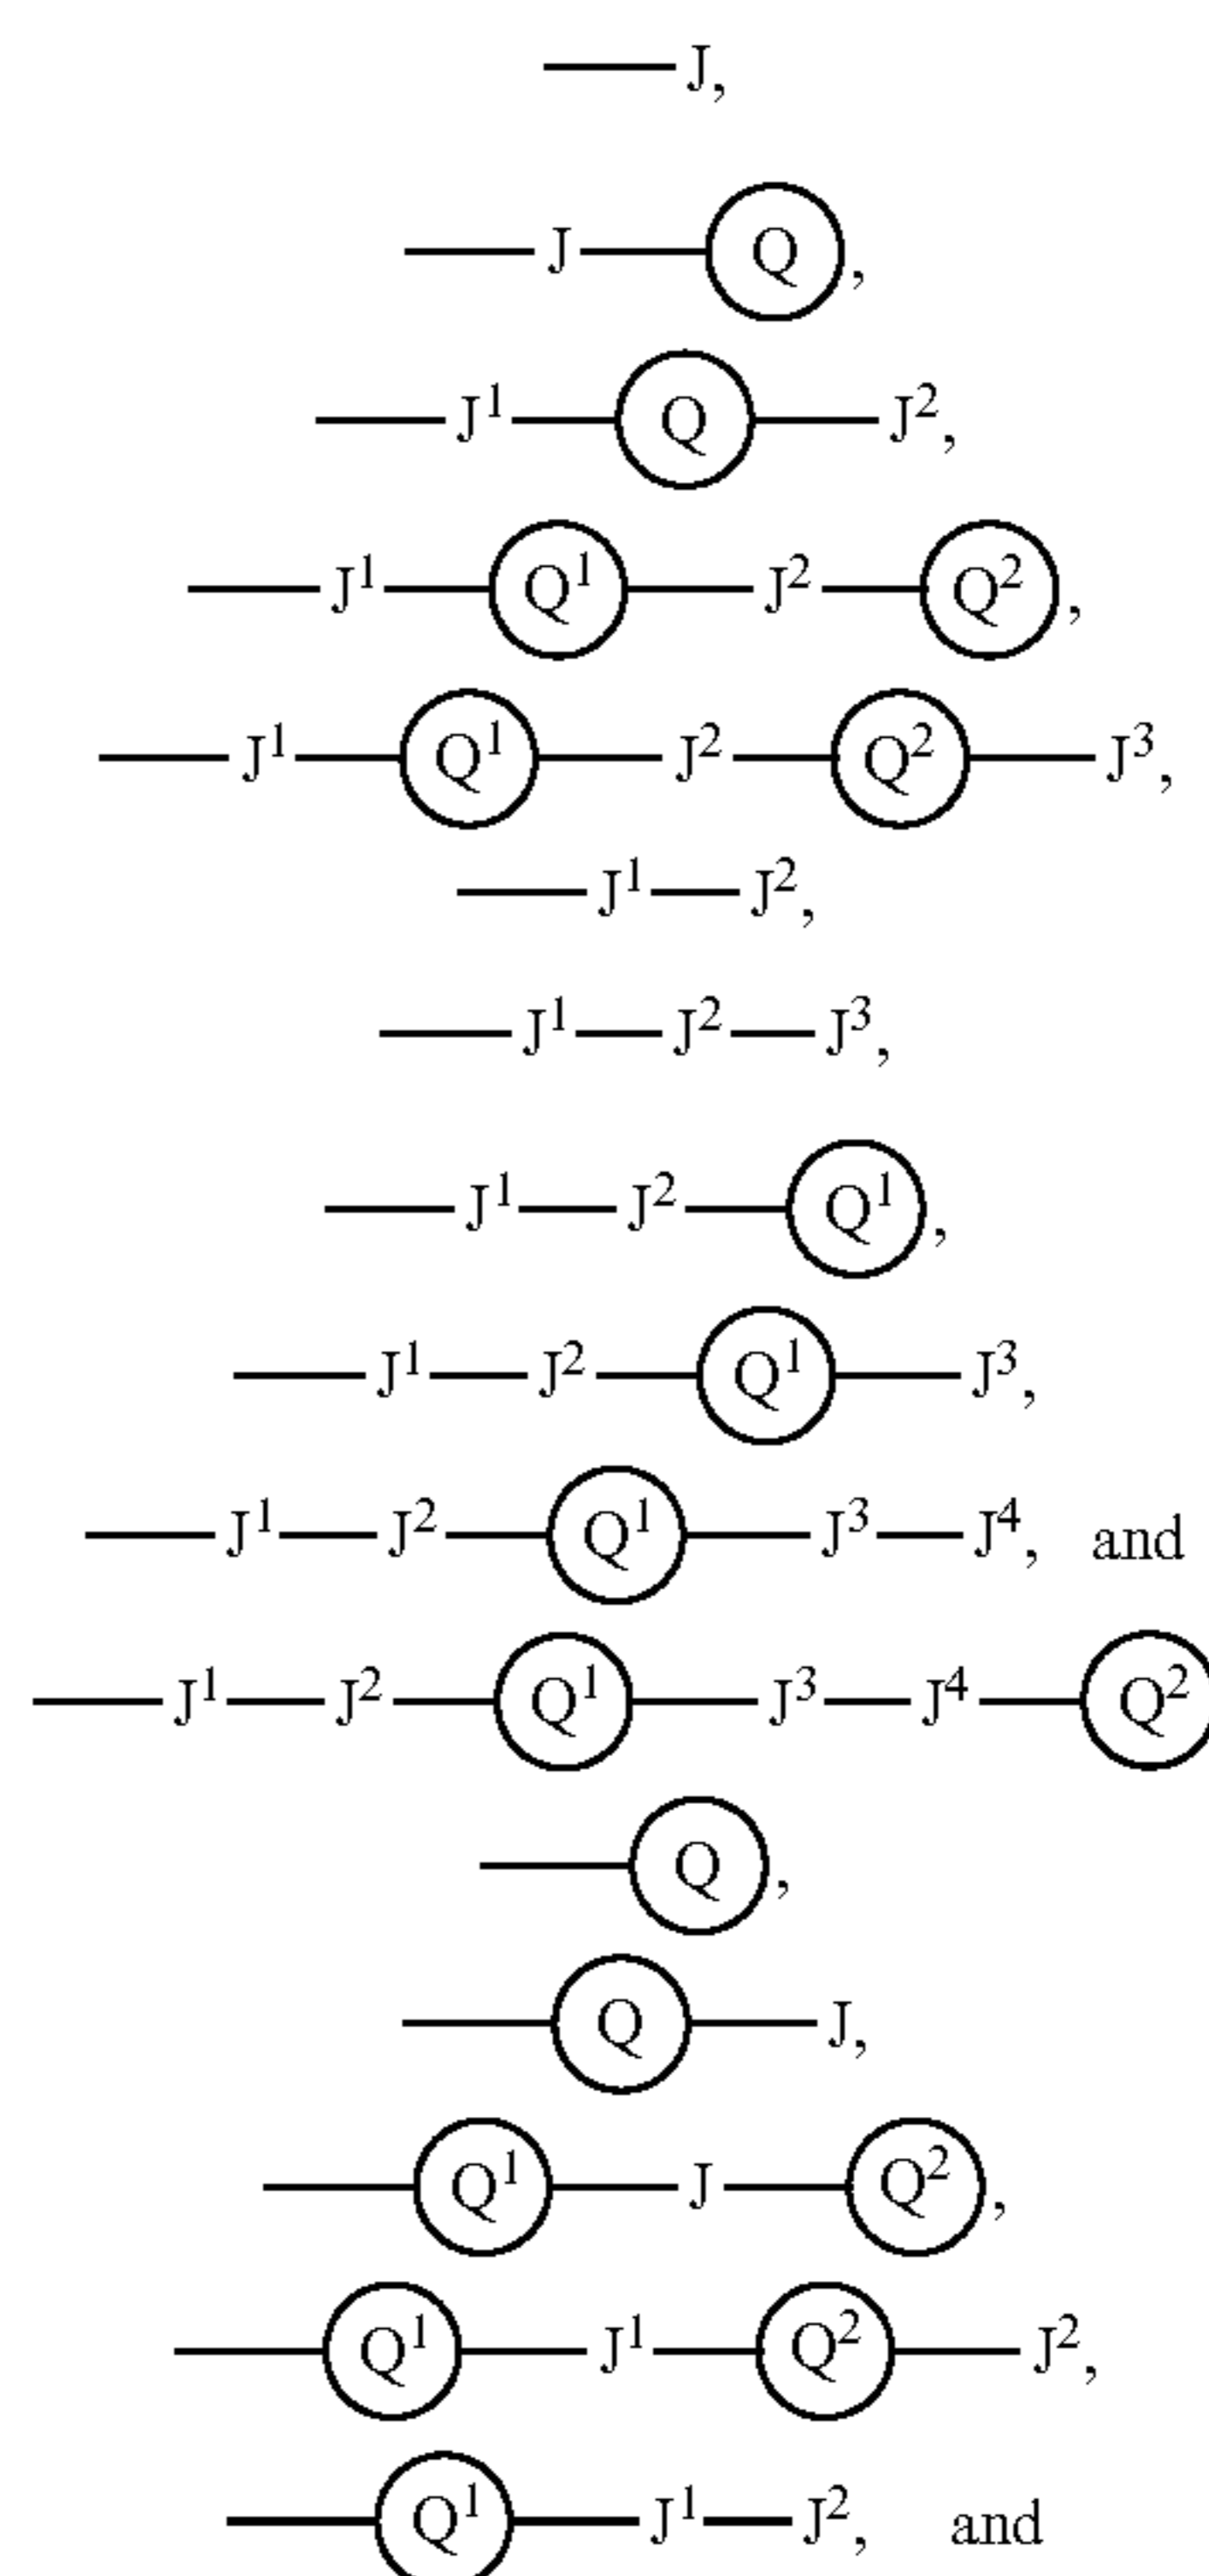 J,
J Q,
J¹ Q J²,
J¹ Q¹ J² Q²,
J¹ Q¹ J² Q² J³,
J¹ J²,
J¹ J² J³,
J¹ J² Q¹,
J¹ J² Q¹ J³,
J¹ J² Q¹ J³ J⁴, and
J¹ J² Q¹ J³ J⁴ Q²
Q,
Q J,
Q¹ J Q²,
Q¹ J¹ Q² J²,
Q¹ J¹ J², and